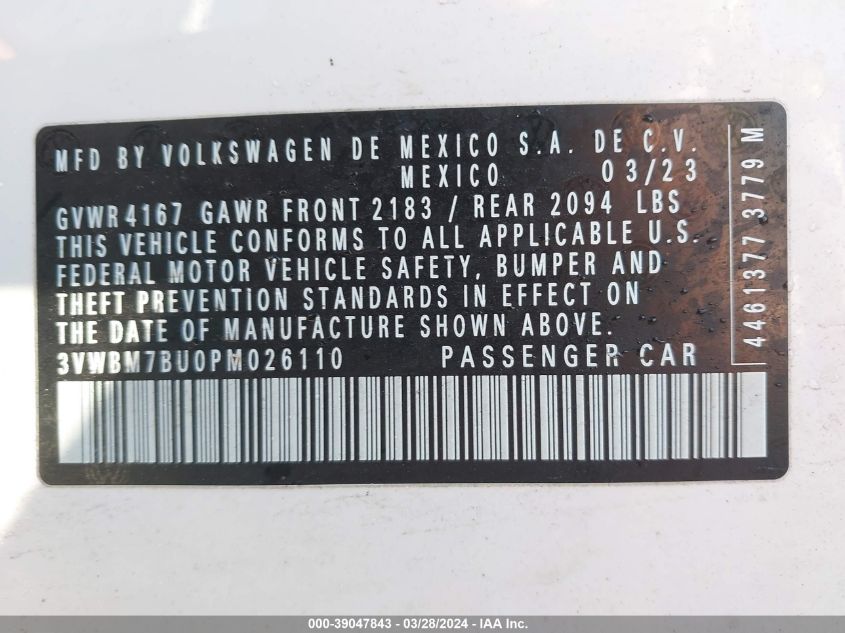 MFD BY VOLKSWAGEN DE MEXICO S.A. DE C.V.
MEXICO 03/23
GVWR 4167 GAWR FRONT 2183 / REAR 2094 LBS
THIS VEHICLE CONFORMS TO ALL APPLICABLE U.S.
FEDERAL MOTOR VEHICLE SAFETY, BUMPER AND
THEFT PREVENTION STANDARDS IN EFFECT ON
THE DATE OF MANUFACTURE SHOWN ABOVE.
3VWBM7BU0PM026110 PASSENGER CAR
4461377 3779 M
000-39047843 / 03/28/2024 - IAA Inc.